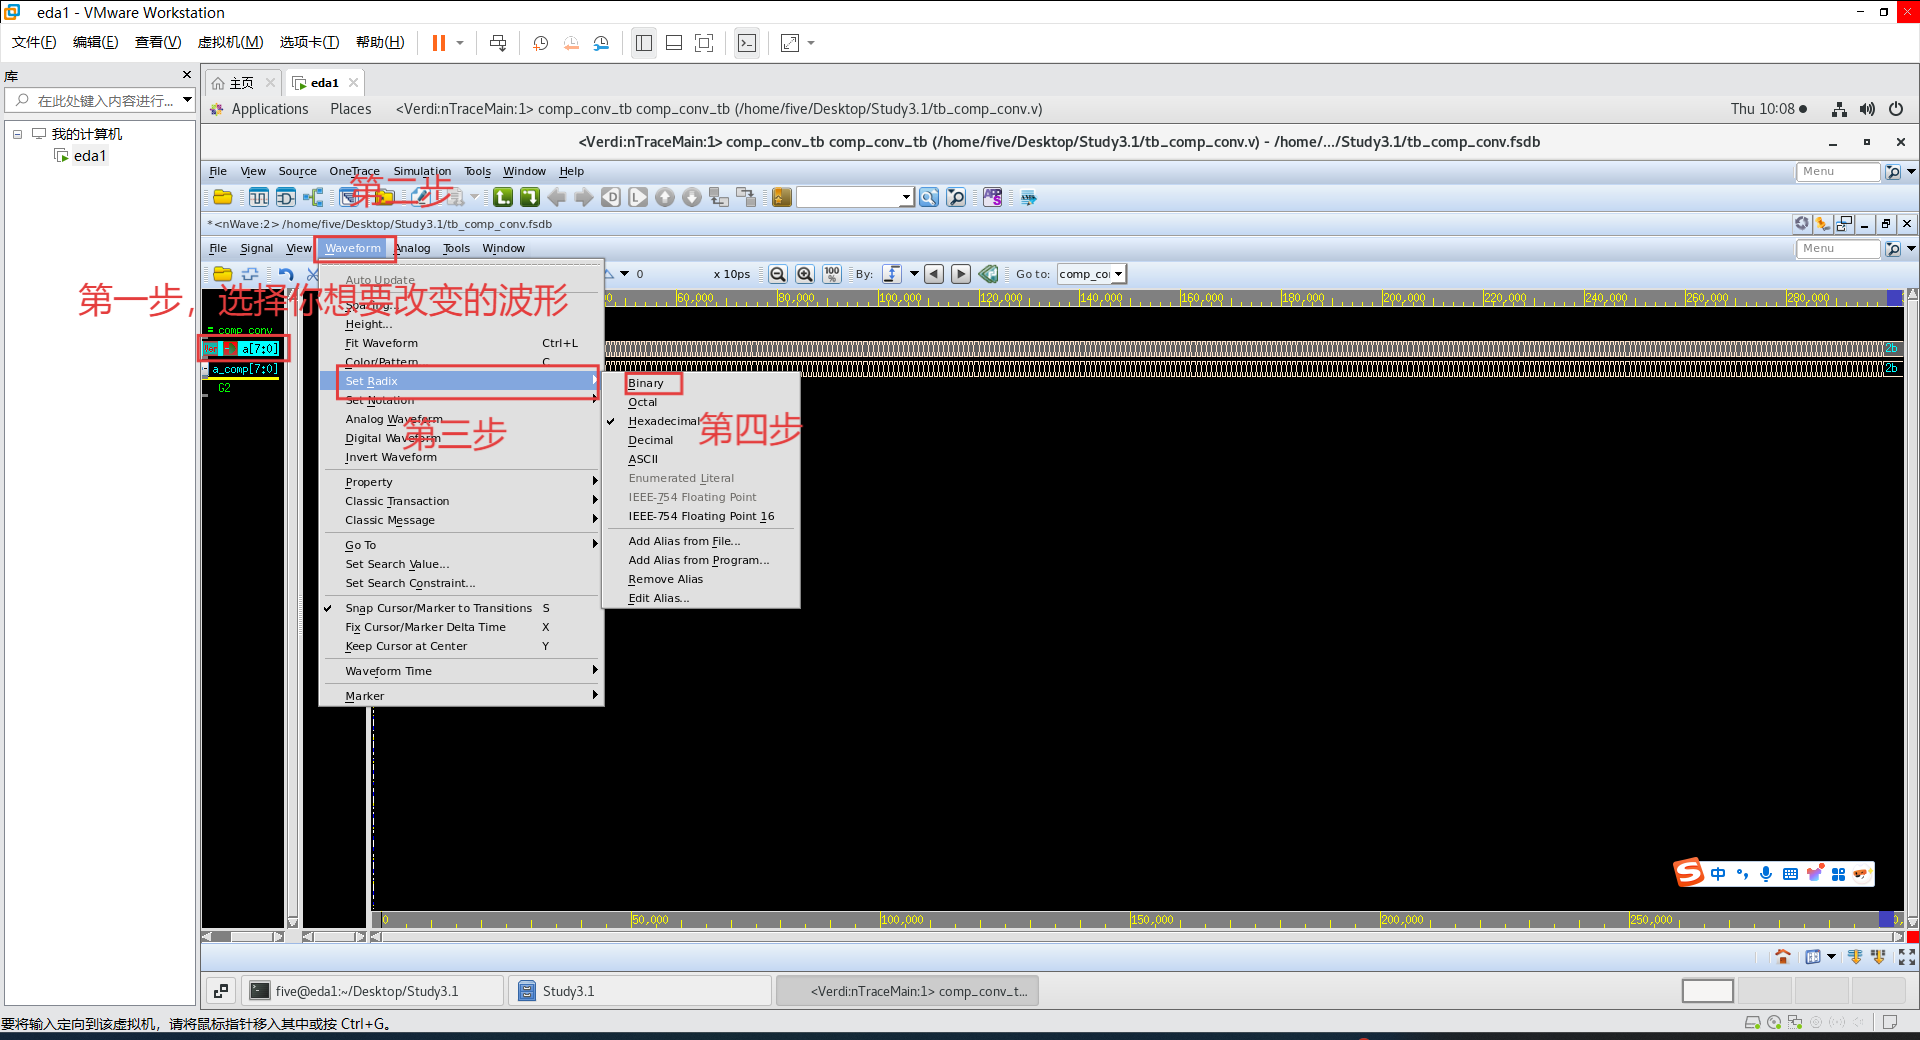 eda1 - VMware Workstation
文件(F) 编辑(E) 查看(V) 虚拟机(M) 选项卡(T) 帮助(H)
库
在此处键入内容进行...
我的计算机
eda1
主页 eda1
Applications Places <Verdi:nTraceMain:1> comp_conv_tb comp_conv_tb (/home/five/Desktop/Study3.1/tb_comp_conv.v) Thu 10:08
<Verdi:nTraceMain:1> comp_conv_tb comp_conv_tb (/home/five/Desktop/Study3.1/tb_comp_conv.v) - /home/.../Study3.1/tb_comp_conv.fsdb
File View Source OneTrace Simulation Tools Window Help Menu
第二步
*<nWave:2> /home/five/Desktop/Study3.1/tb_comp_conv.fsdb
File Signal View Waveform Analog Tools Window Menu
0 x 10ps 100% By: Go to: comp_co
第一步，选择你想要改变的波形
60,000 80,000 100,000 120,000 140,000 160,000 180,000 200,000 220,000 240,000 260,000 280,000
= comp_conv
a[7:0] 2b
a_comp[7:0] 2b
G2
Auto Update
Spacing...
Height...
Fit Waveform Ctrl+L
Color/Pattern C
Set Radix
Set Notation
Analog Waveform
Digital Waveform
第三步
Invert Waveform
Property
Classic Transaction
Classic Message
Go To
Set Search Value...
Set Search Constraint...
Snap Cursor/Marker to Transitions S
Fix Cursor/Marker Delta Time X
Keep Cursor at Center Y
Waveform Time
Marker
Binary
Octal
Hexadecimal
第四步
Decimal
ASCII
Enumerated Literal
IEEE-754 Floating Point
IEEE-754 Floating Point 16
Add Alias from File...
Add Alias from Program...
Remove Alias
Edit Alias...
S 中
0 50,000 100,000 150,000 200,000 250,000
five@eda1:~/Desktop/Study3.1 Study3.1 <Verdi:nTraceMain:1> comp_conv_t...
要将输入定向到该虚拟机，请将鼠标指针移入其中或按 Ctrl+G。